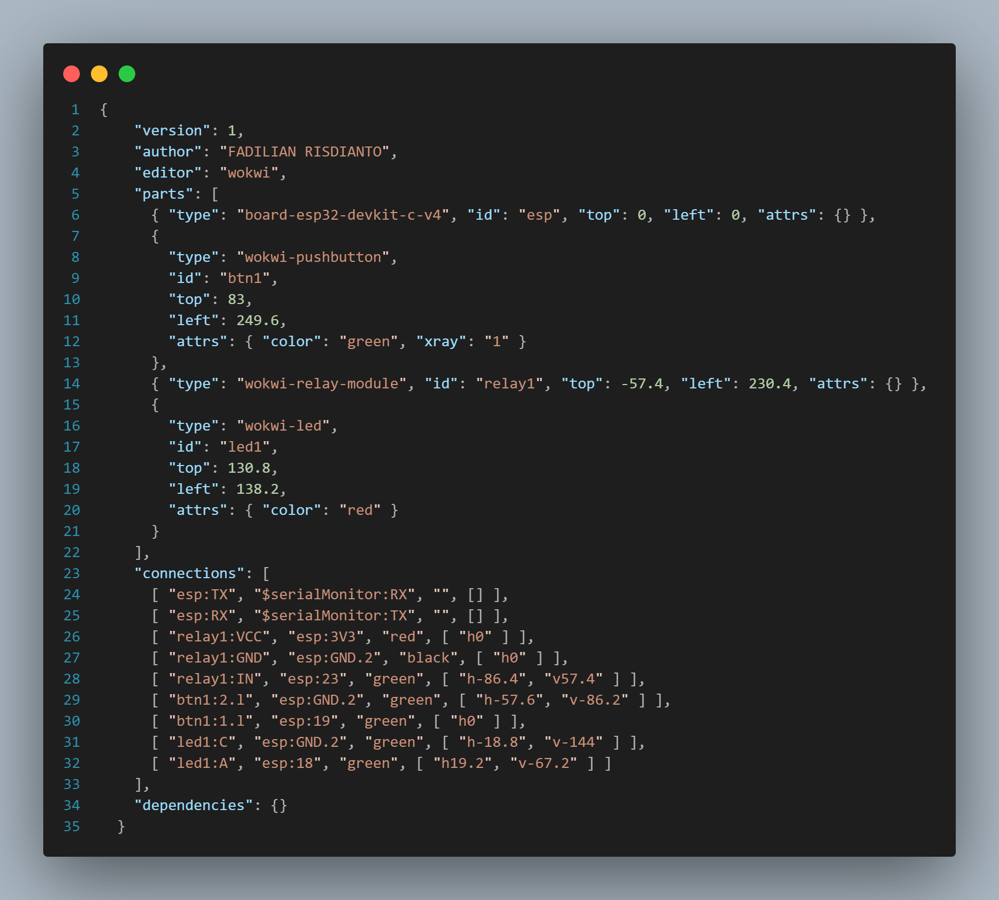 1 {
2     "version": 1,
3     "author": "FADILIAN RISDIANTO",
4     "editor": "wokwi",
5     "parts": [
6       { "type": "board-esp32-devkit-c-v4", "id": "esp", "top": 0, "left": 0, "attrs": {} },
7       {
8         "type": "wokwi-pushbutton",
9         "id": "btn1",
10         "top": 83,
11         "left": 249.6,
12         "attrs": { "color": "green", "xray": "1" }
13       },
14       { "type": "wokwi-relay-module", "id": "relay1", "top": -57.4, "left": 230.4, "attrs": {} },
15       {
16         "type": "wokwi-led",
17         "id": "led1",
18         "top": 130.8,
19         "left": 138.2,
20         "attrs": { "color": "red" }
21       }
22     ],
23     "connections": [
24       [ "esp:TX", "$serialMonitor:RX", "", [] ],
25       [ "esp:RX", "$serialMonitor:TX", "", [] ],
26       [ "relay1:VCC", "esp:3V3", "red", [ "h0" ] ],
27       [ "relay1:GND", "esp:GND.2", "black", [ "h0" ] ],
28       [ "relay1:IN", "esp:23", "green", [ "h-86.4", "v57.4" ] ],
29       [ "btn1:2.l", "esp:GND.2", "green", [ "h-57.6", "v-86.2" ] ],
30       [ "btn1:1.l", "esp:19", "green", [ "h0" ] ],
31       [ "led1:C", "esp:GND.2", "green", [ "h-18.8", "v-144" ] ],
32       [ "led1:A", "esp:18", "green", [ "h19.2", "v-67.2" ] ]
33     ],
34     "dependencies": {}
35   }